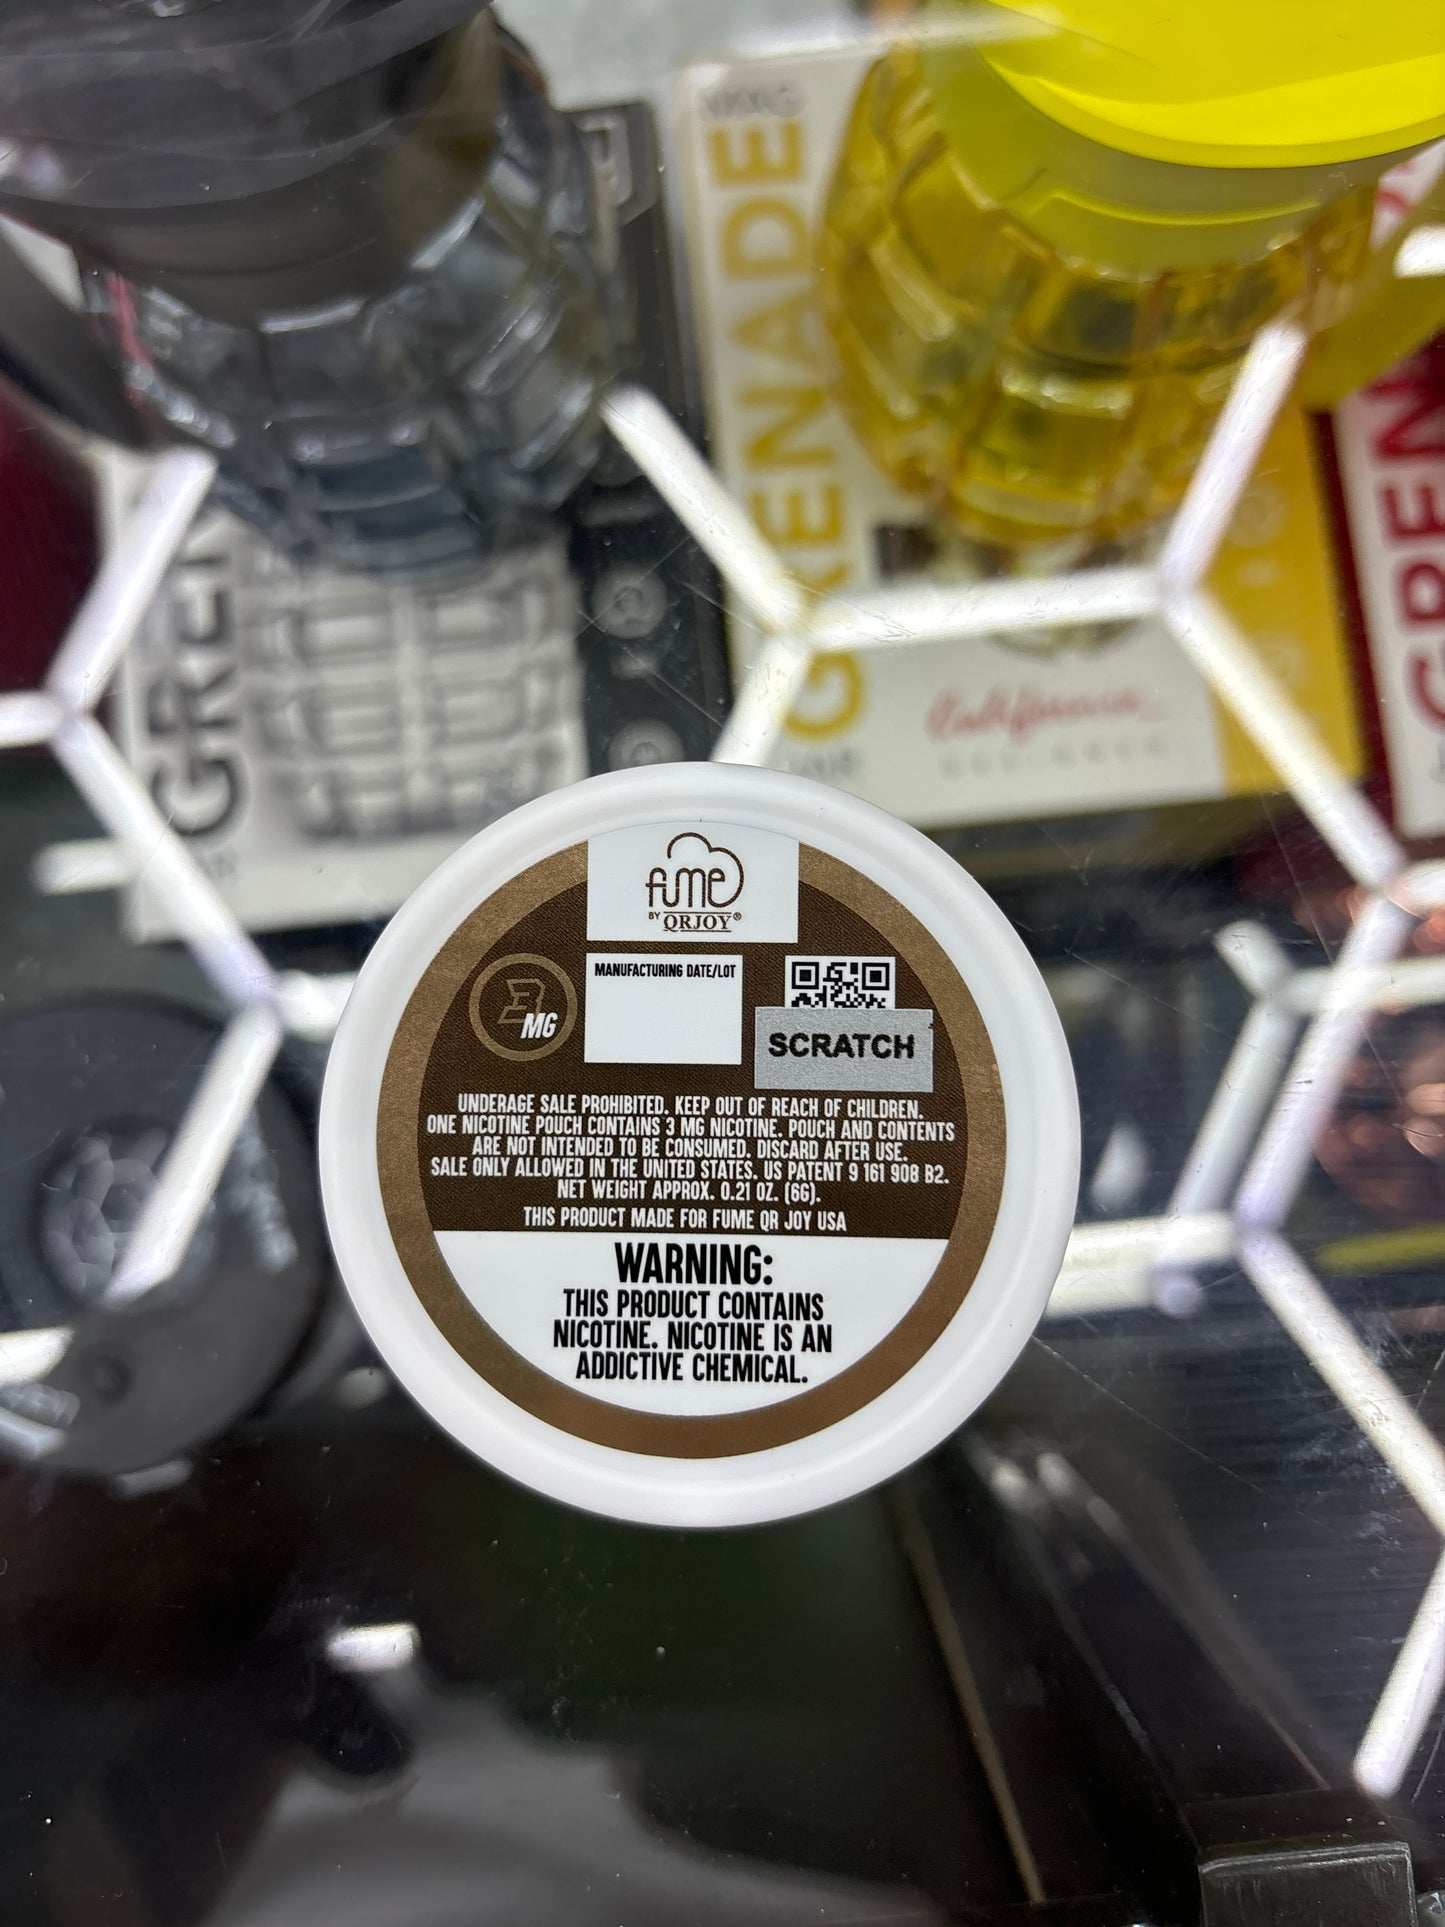 GRENADE
GREN
GREN
California
DESIGNED
fume
BY QRJOY®
3
MG
MANUFACTURING DATE/LOT
SCRATCH
UNDERAGE SALE PROHIBITED. KEEP OUT OF REACH OF CHILDREN.
ONE NICOTINE POUCH CONTAINS 3 MG NICOTINE. POUCH AND CONTENTS
ARE NOT INTENDED TO BE CONSUMED. DISCARD AFTER USE.
SALE ONLY ALLOWED IN THE UNITED STATES. US PATENT 9 161 908 B2.
NET WEIGHT APPROX. 0.21 OZ. (6G).
THIS PRODUCT MADE FOR FUME QR JOY USA
WARNING:
THIS PRODUCT CONTAINS
NICOTINE. NICOTINE IS AN
ADDICTIVE CHEMICAL.